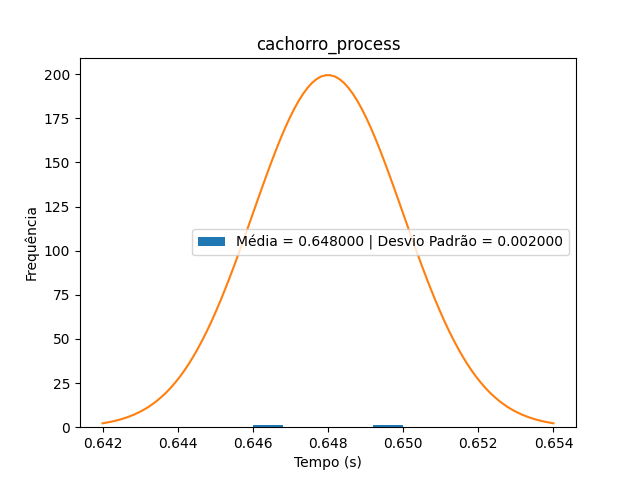 cachorro_process
200
175
150
125
100
75
50
25
0
Frequência
Média = 0.648000 | Desvio Padrão = 0.002000
0.642 0.644 0.646 0.648 0.650 0.652 0.654
Tempo (s)